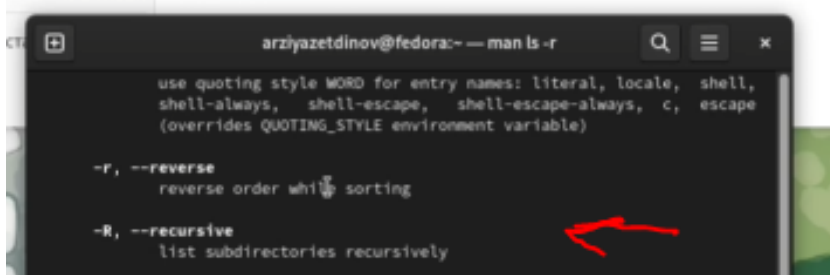 arziyazetdinov@fedora:~ — man ls -r
use quoting style WORD for entry names: literal, locale, shell,
shell-always, shell-escape, shell-escape-always, c, escape
(overrides QUOTING_STYLE environment variable)
-r, --reverse
reverse order while sorting
-R, --recursive
list subdirectories recursively